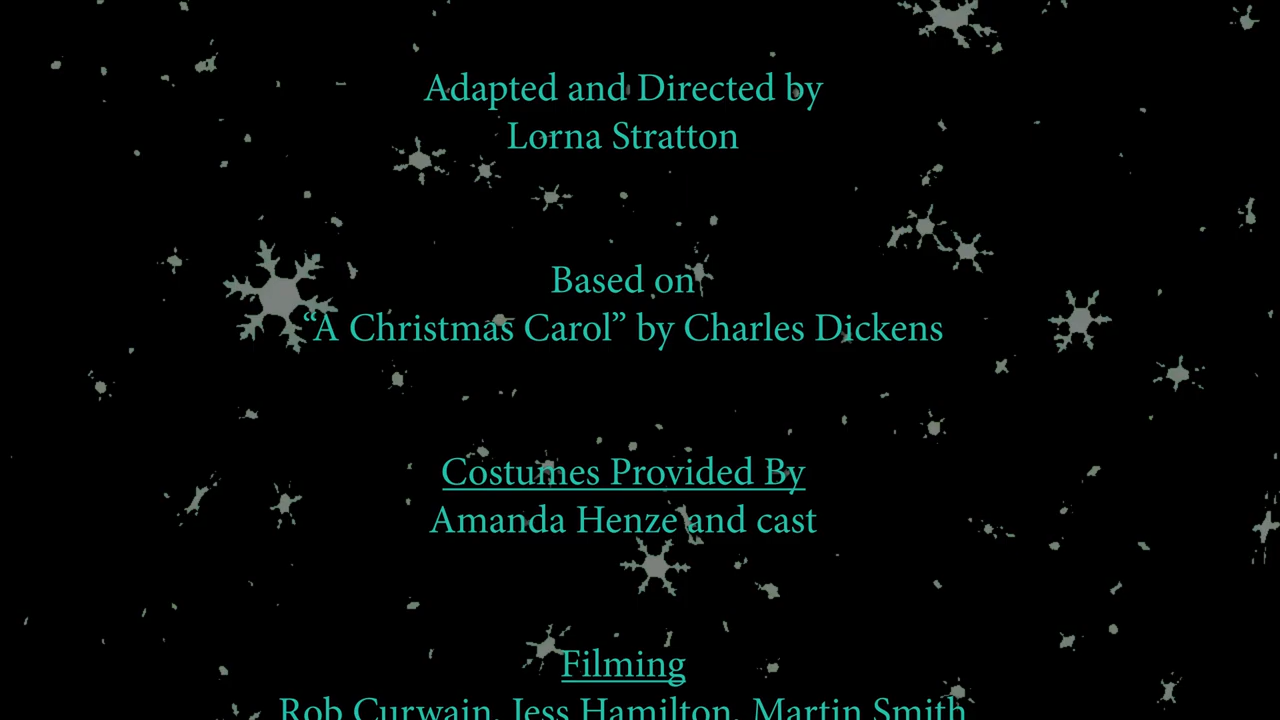 Adapted and Directed by
Lorna Stratton
Based on
“A Christmas Carol” by Charles Dickens
Costumes Provided By
Amanda Henze and cast
Filming
Rob Curwain, Jess Hamilton, Martin Smith